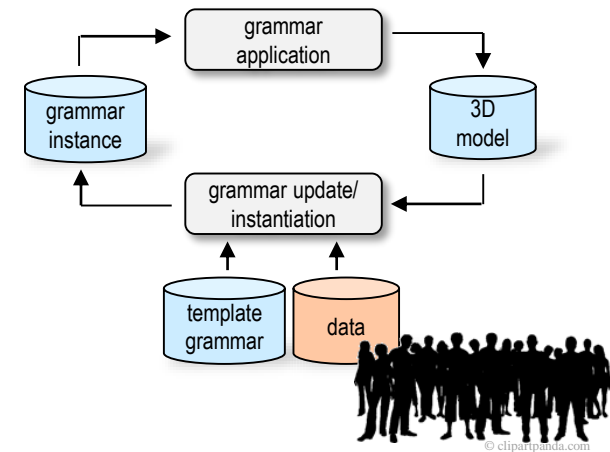 grammar
application
grammar
instance
3D
model
grammar update/
instantiation
template
grammar
data
© clipartpanda.com